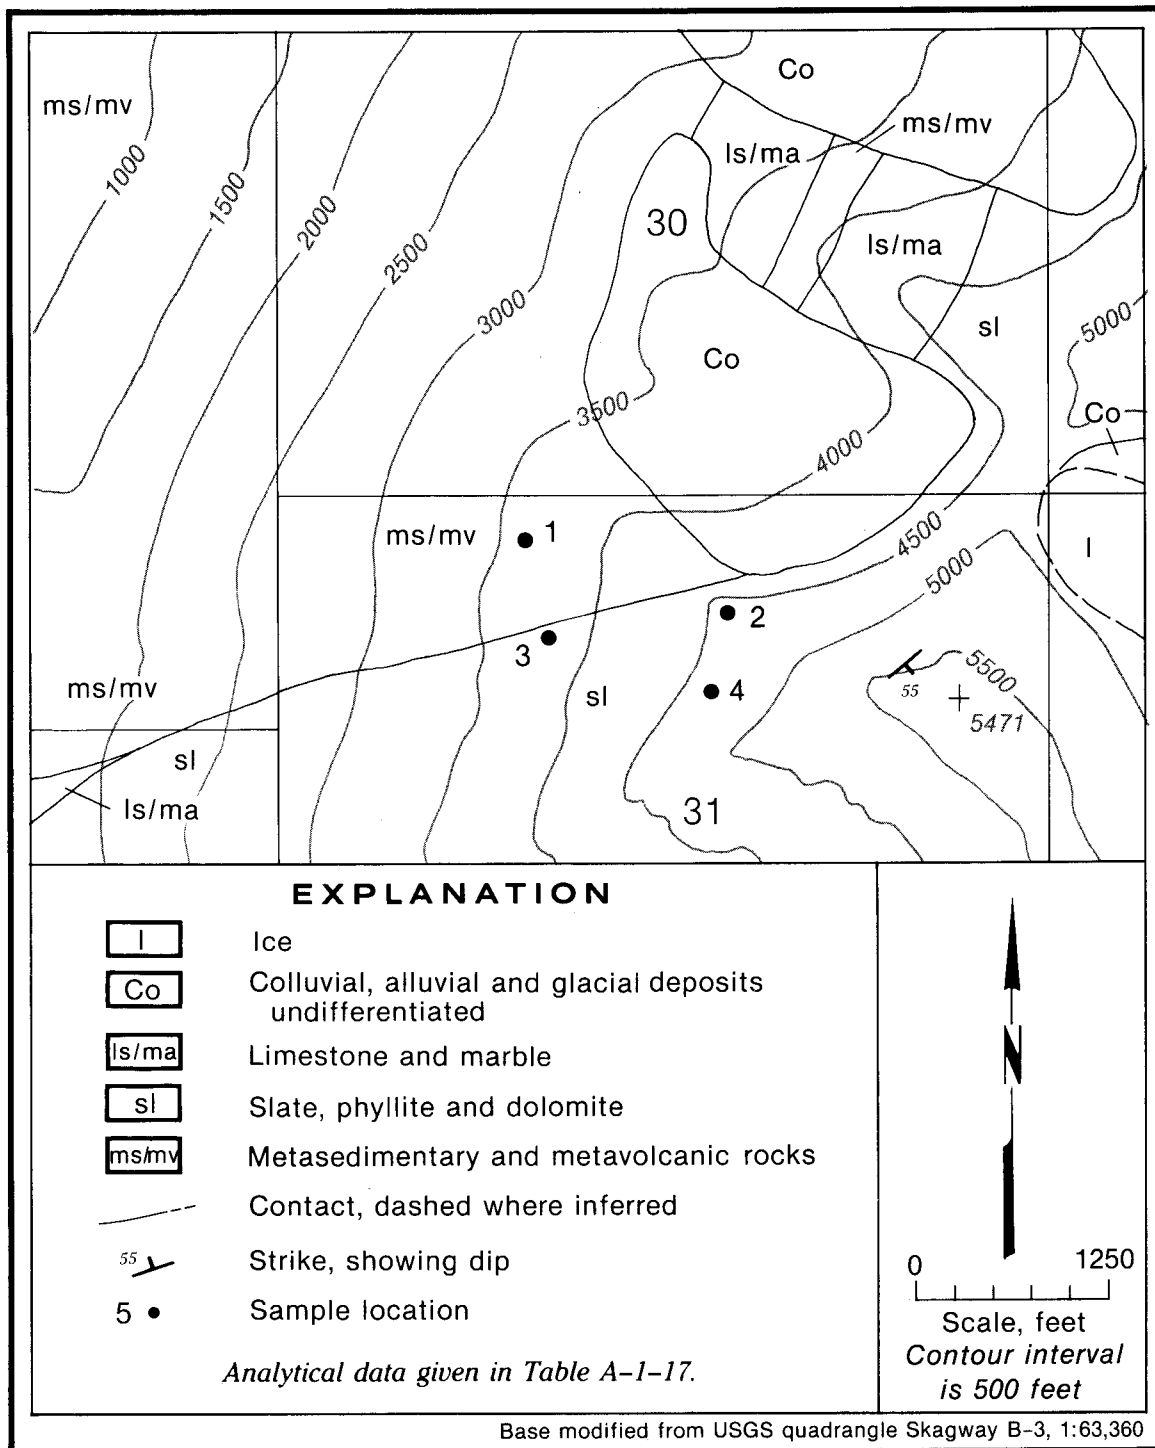 Co
ms/mv
ms/mv
ls/ma
1000
1500
2000
30
2500
ls/ma
3000
sl
5000
Co
3500
Co
4000
ms/mv
1
4500
I
5000
2
3
5500
ms/mv
sl
4
55
5471
sl
ls/ma
31
EXPLANATION
I Ice
Co Colluvial, alluvial and glacial deposits
undifferentiated
ls/ma Limestone and marble
sl Slate, phyllite and dolomite
ms/mv Metasedimentary and metavolcanic rocks
Contact, dashed where inferred
55 Strike, showing dip
5 Sample location
Analytical data given in Table A-1-17.
N
0 1250
Scale, feet
Contour interval
is 500 feet
Base modified from USGS quadrangle Skagway B-3, 1:63,360